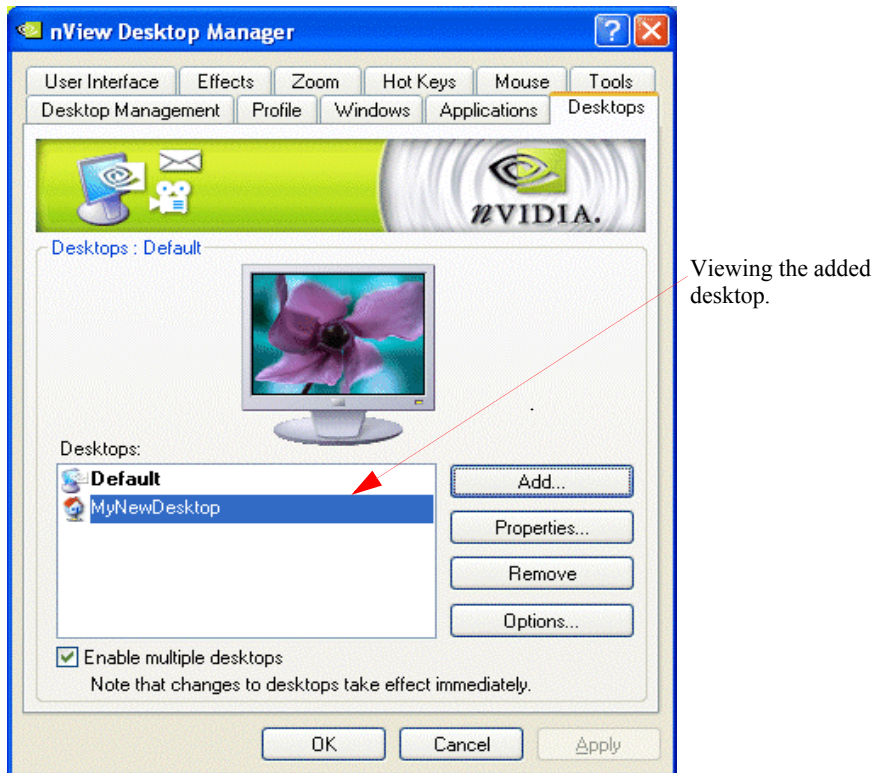 nView Desktop Manager
User Interface Effects Zoom Hot Keys Mouse Tools
Desktop Management Profile Windows Applications Desktops
nVIDIA.
Desktops : Default
Viewing the added
desktop.
Desktops:
Default
MyNewDesktop
Add...
Properties...
Remove
Options...
Enable multiple desktops
Note that changes to desktops take effect immediately.
OK Cancel Apply